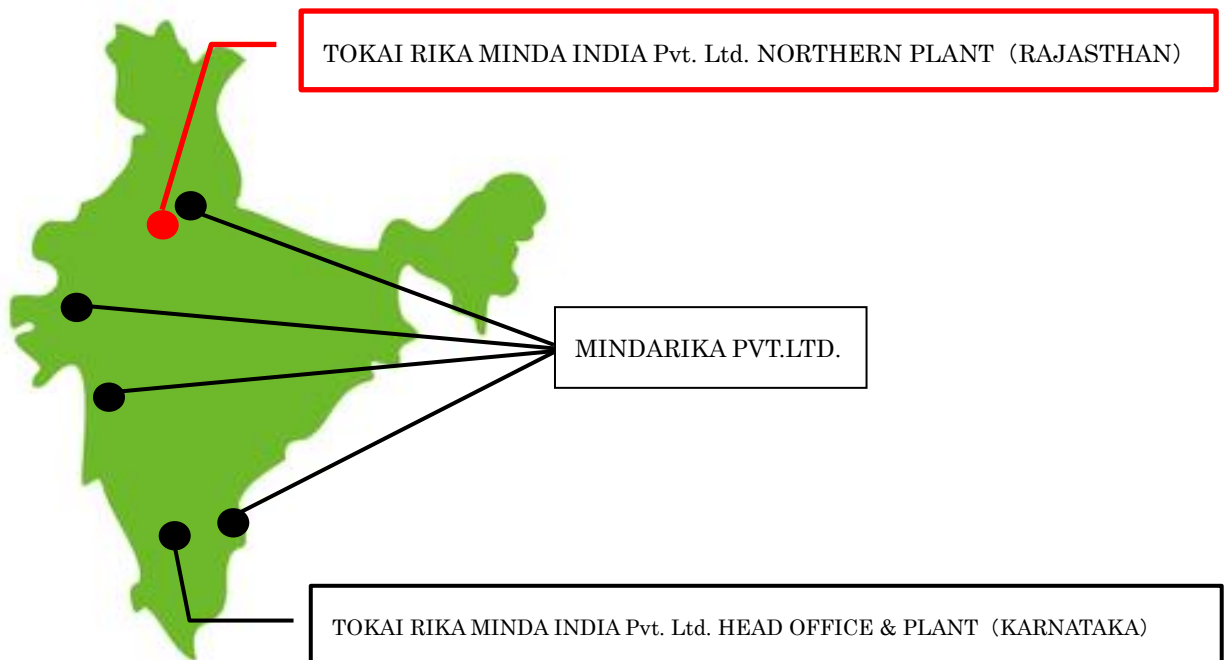 TOKAI RIKA MINDA INDIA Pvt. Ltd. NORTHERN PLANT（RAJASTHAN）
MINDARIKA PVT.LTD.
TOKAI RIKA MINDA INDIA Pvt. Ltd. HEAD OFFICE & PLANT（KARNATAKA）